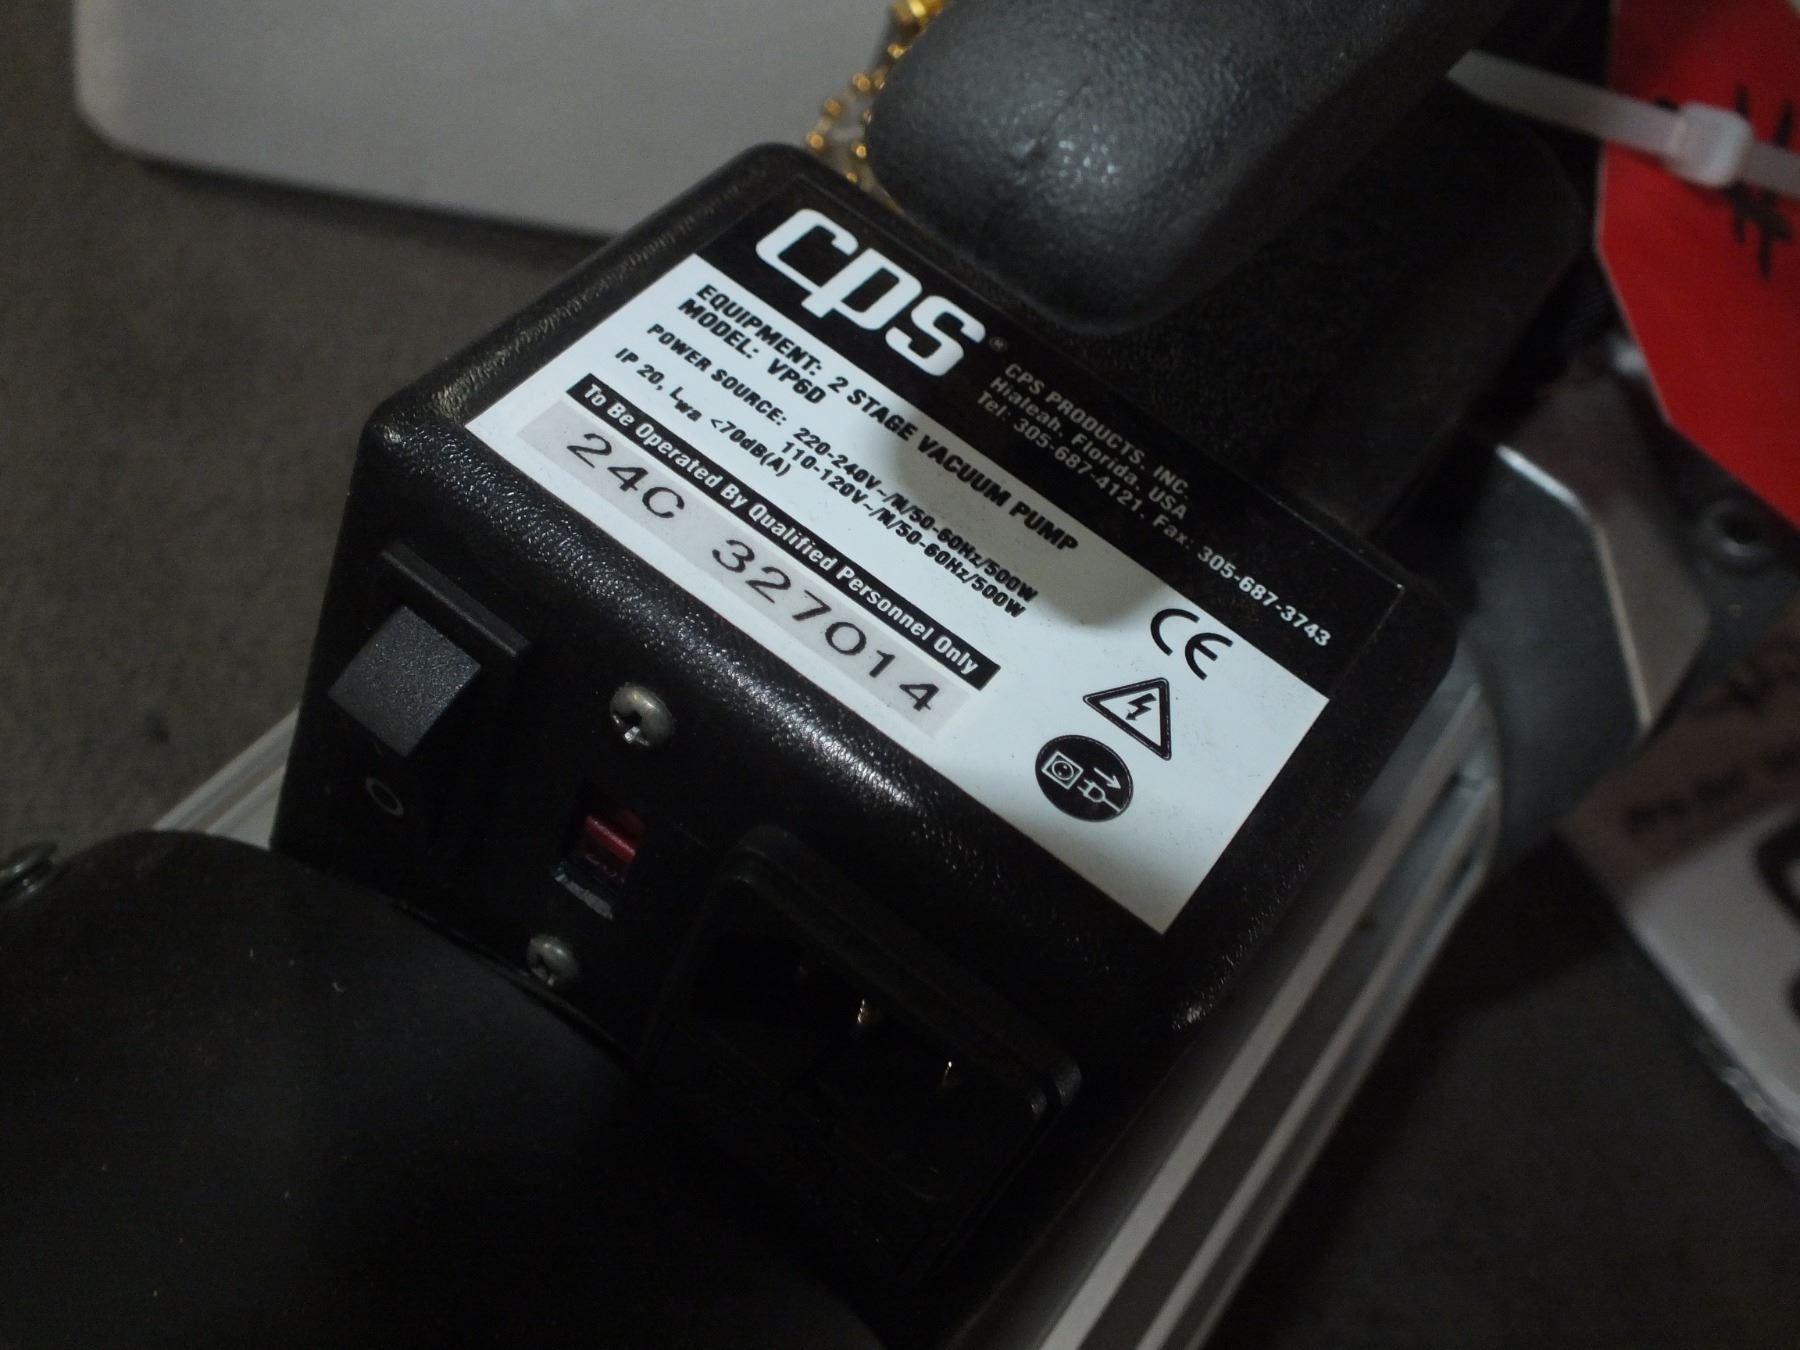 cps®
CPS PRODUCTS, INC.
Hialeah, Florida, USA
Tel: 305-687-4121, Fax: 305-687-3743
EQUIPMENT: 2 STAGE VACUUM PUMP
MODEL: VP6D
POWER SOURCE: 220-240V~/N/50-60Hz/500W
110-120V~/N/50-60Hz/500W
IP 20, Lwa <70dB(A)
To Be Operated By Qualified Personnel Only
24C 327014
CE
O